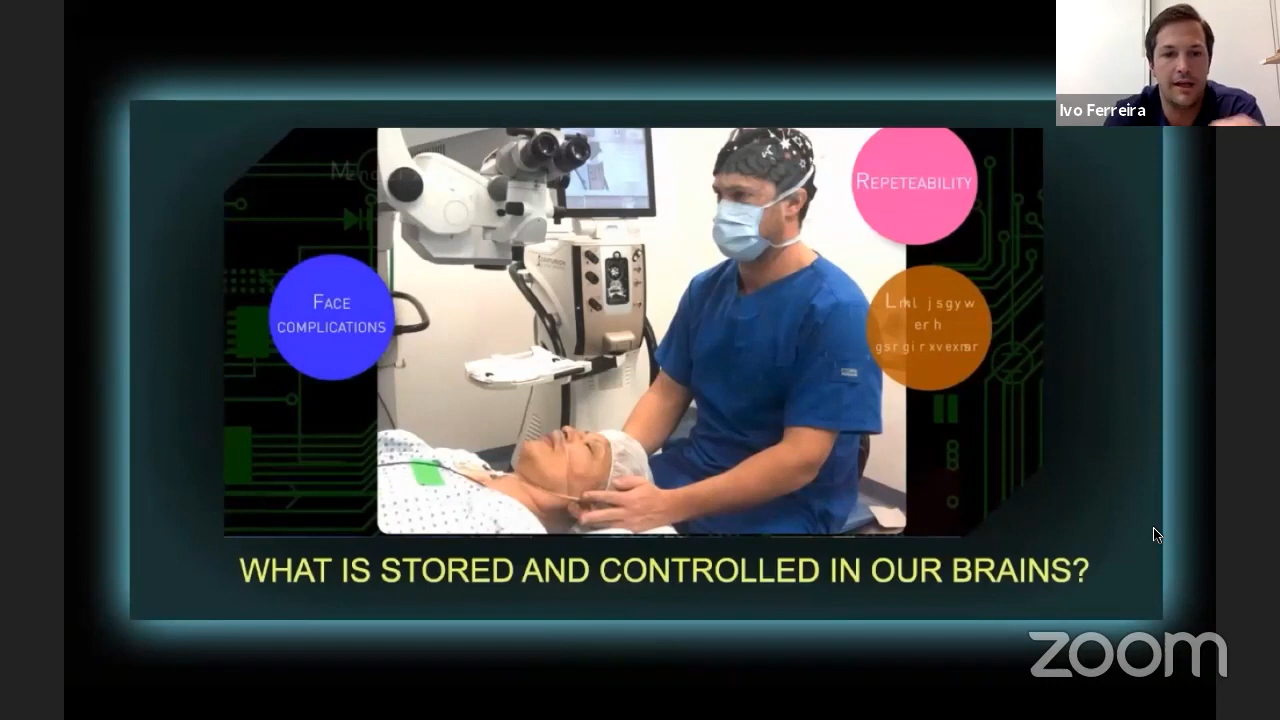 Ivo Ferreira
REPETEABILITY
FACE
COMPLICATIONS
WHAT IS STORED AND CONTROLLED IN OUR BRAINS?
zoom